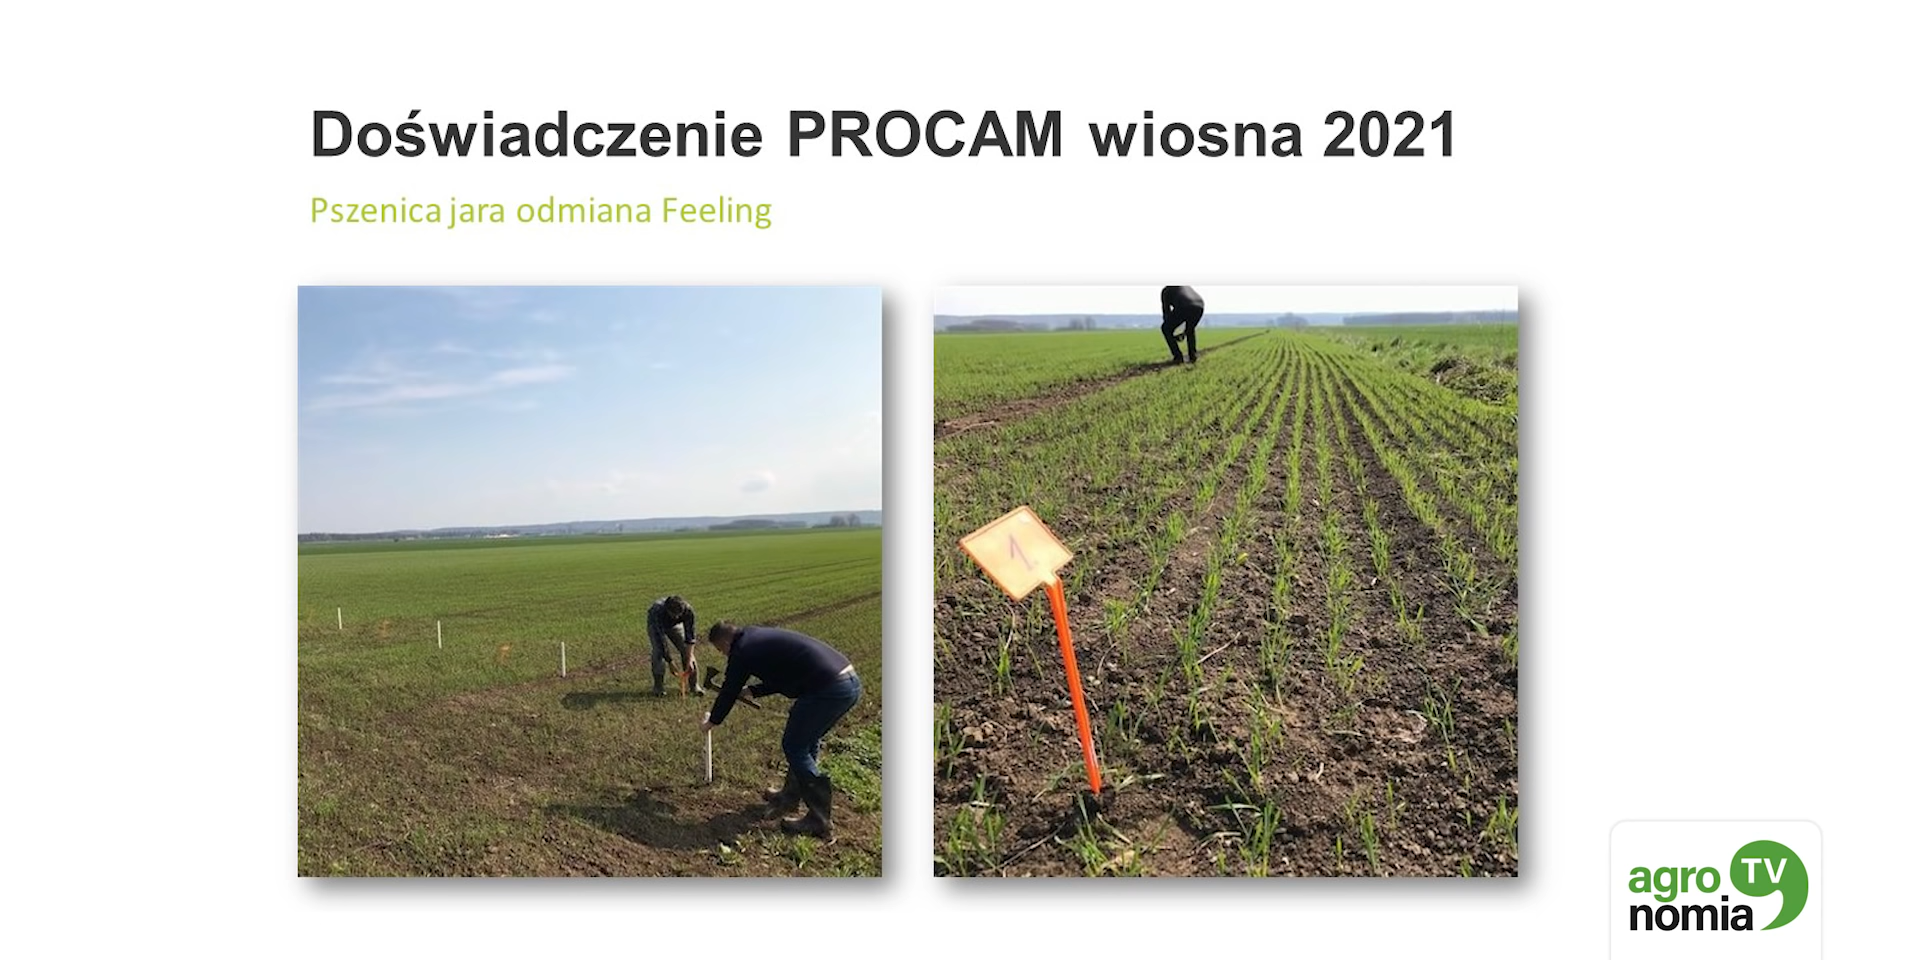 Doświadczenie PROCAM wiosna 2021
Pszenica jara odmiana Feeling
1
agro TV
nomia